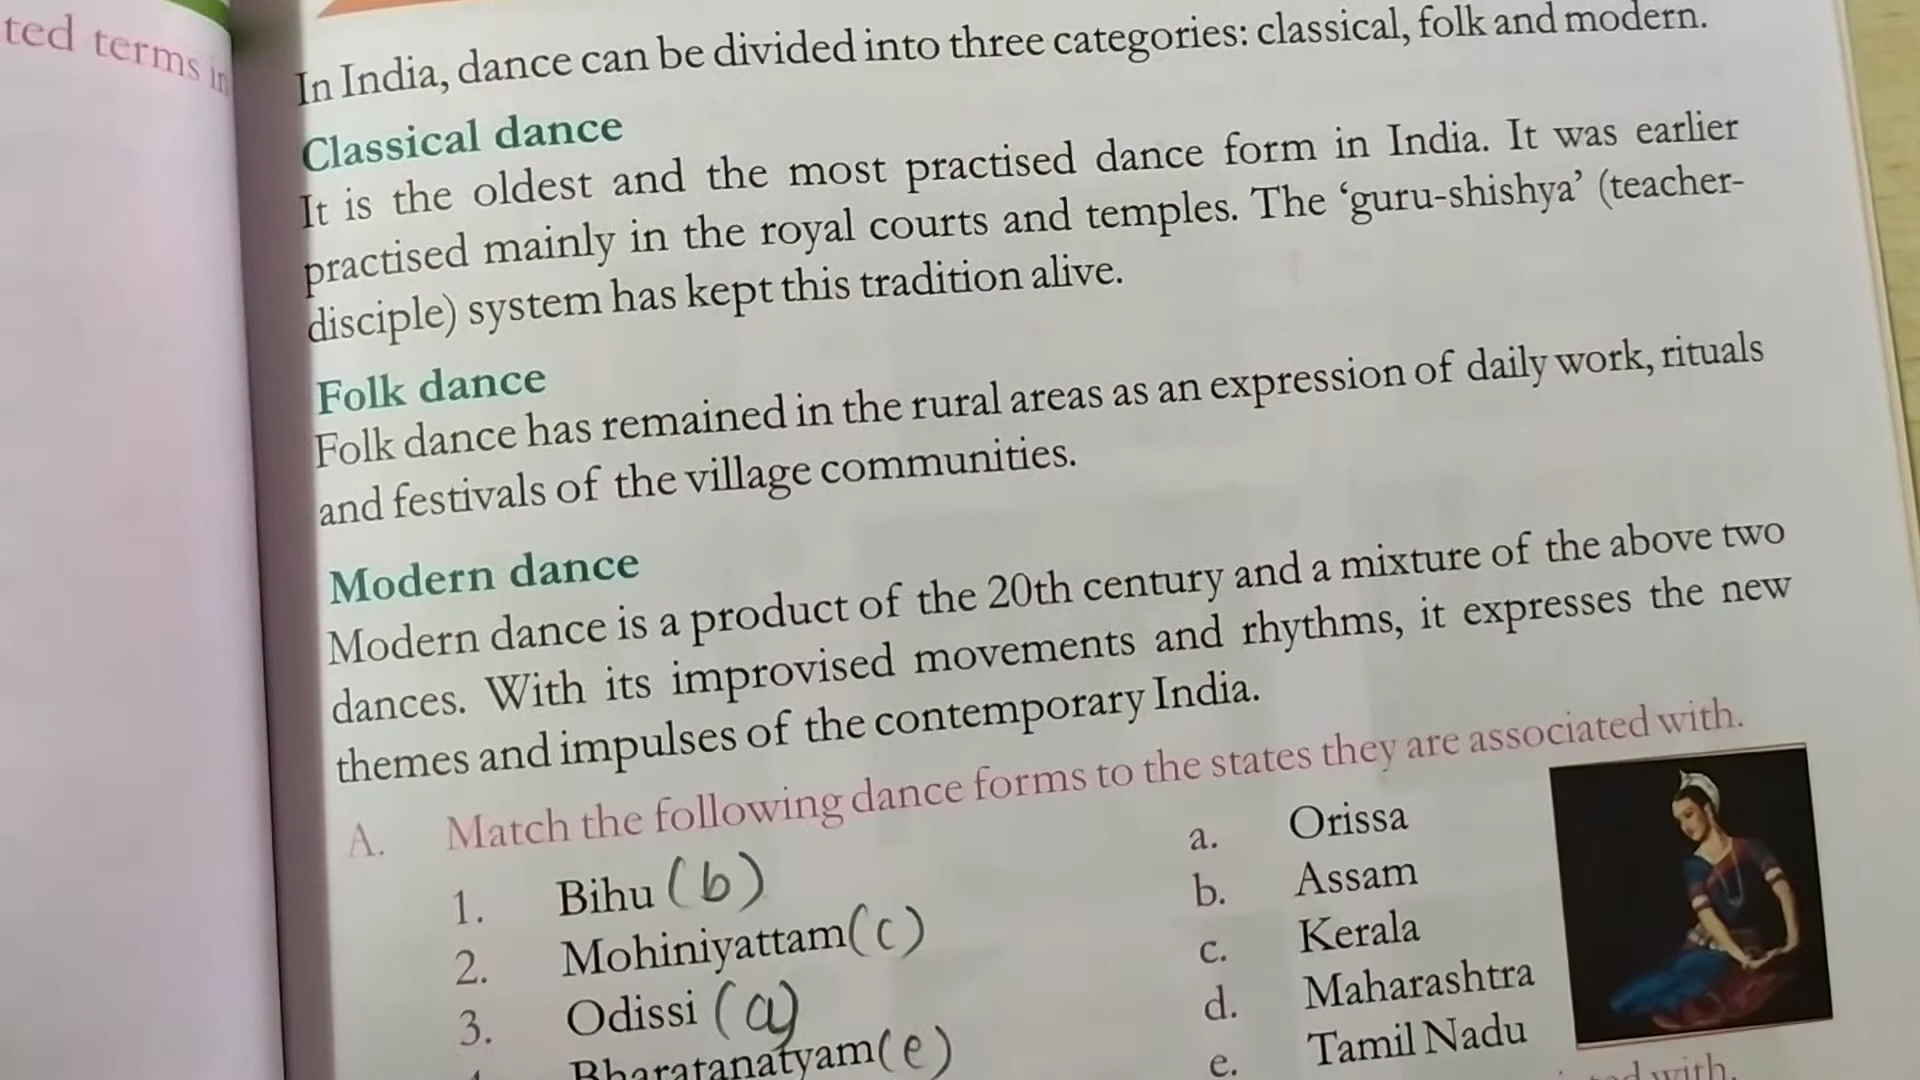 ted terms in
In India, dance can be divided into three categories: classical, folk and modern.
Classical dance
It is the oldest and the most practised dance form in India. It was earlier
practised mainly in the royal courts and temples. The ‘guru-shishya’ (teacher-
disciple) system has kept this tradition alive.
Folk dance
Folk dance has remained in the rural areas as an expression of daily work, rituals
and festivals of the village communities.
Modern dance
Modern dance is a product of the 20th century and a mixture of the above two
dances. With its improvised movements and rhythms, it expresses the new
themes and impulses of the contemporary India.
A. Match the following dance forms to the states they are associated with.
1. Bihu (b) a. Orissa
2. Mohiniyattam (c) b. Assam
3. Odissi (a) c. Kerala
Bharatanatyam (e) d. Maharashtra
e. Tamil Nadu
with.